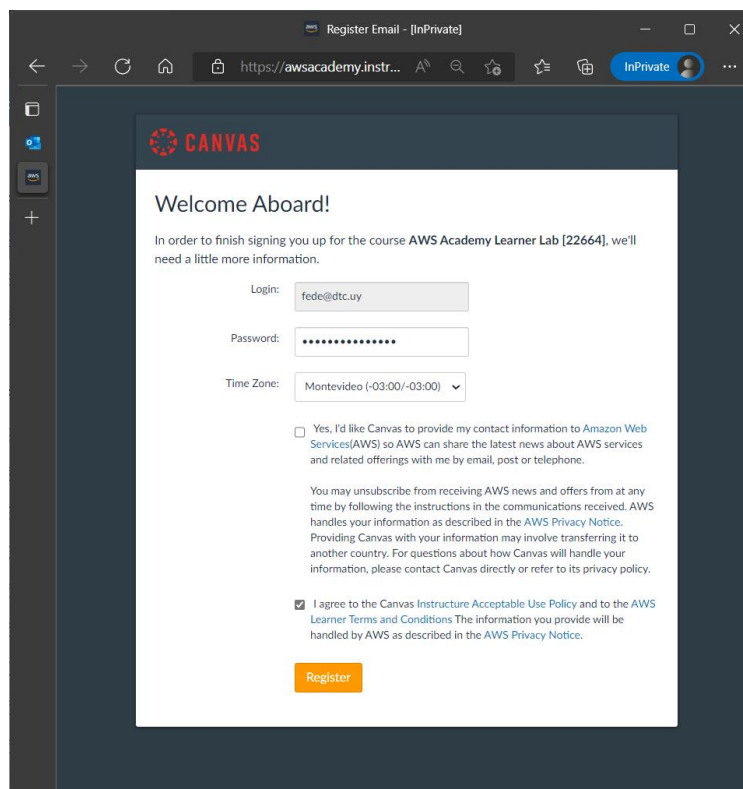 Register Email - [InPrivate]
https://awsacademy.instr...
InPrivate
aws
CANVAS
Welcome Aboard!
In order to finish signing you up for the course AWS Academy Learner Lab [22664], we'll
need a little more information.
Login:
fede@dtc.uy
Password:
•••••••••••••••
Time Zone:
Montevideo (-03:00/-03:00)
Yes, I'd like Canvas to provide my contact information to Amazon Web
Services(AWS) so AWS can share the latest news about AWS services
and related offerings with me by email, post or telephone.
You may unsubscribe from receiving AWS news and offers from at any
time by following the instructions in the communications received. AWS
handles your information as described in the AWS Privacy Notice.
Providing Canvas with your information may involve transferring it to
another country. For questions about how Canvas will handle your
information, please contact Canvas directly or refer to its privacy policy.
I agree to the Canvas Instructure Acceptable Use Policy and to the AWS
Learner Terms and Conditions The information you provide will be
handled by AWS as described in the AWS Privacy Notice.
Register